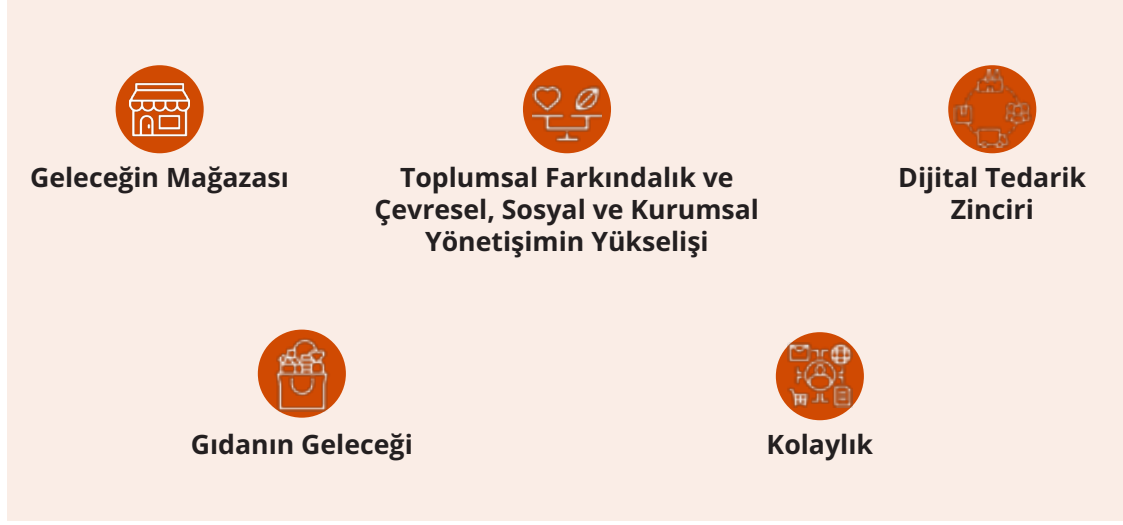 Geleceğin Mağazası
Toplumsal Farkındalık ve
Çevresel, Sosyal ve Kurumsal
Yönetişimin Yükselişi
Dijital Tedarik
Zinciri
Gıdanın Geleceği
Kolaylık